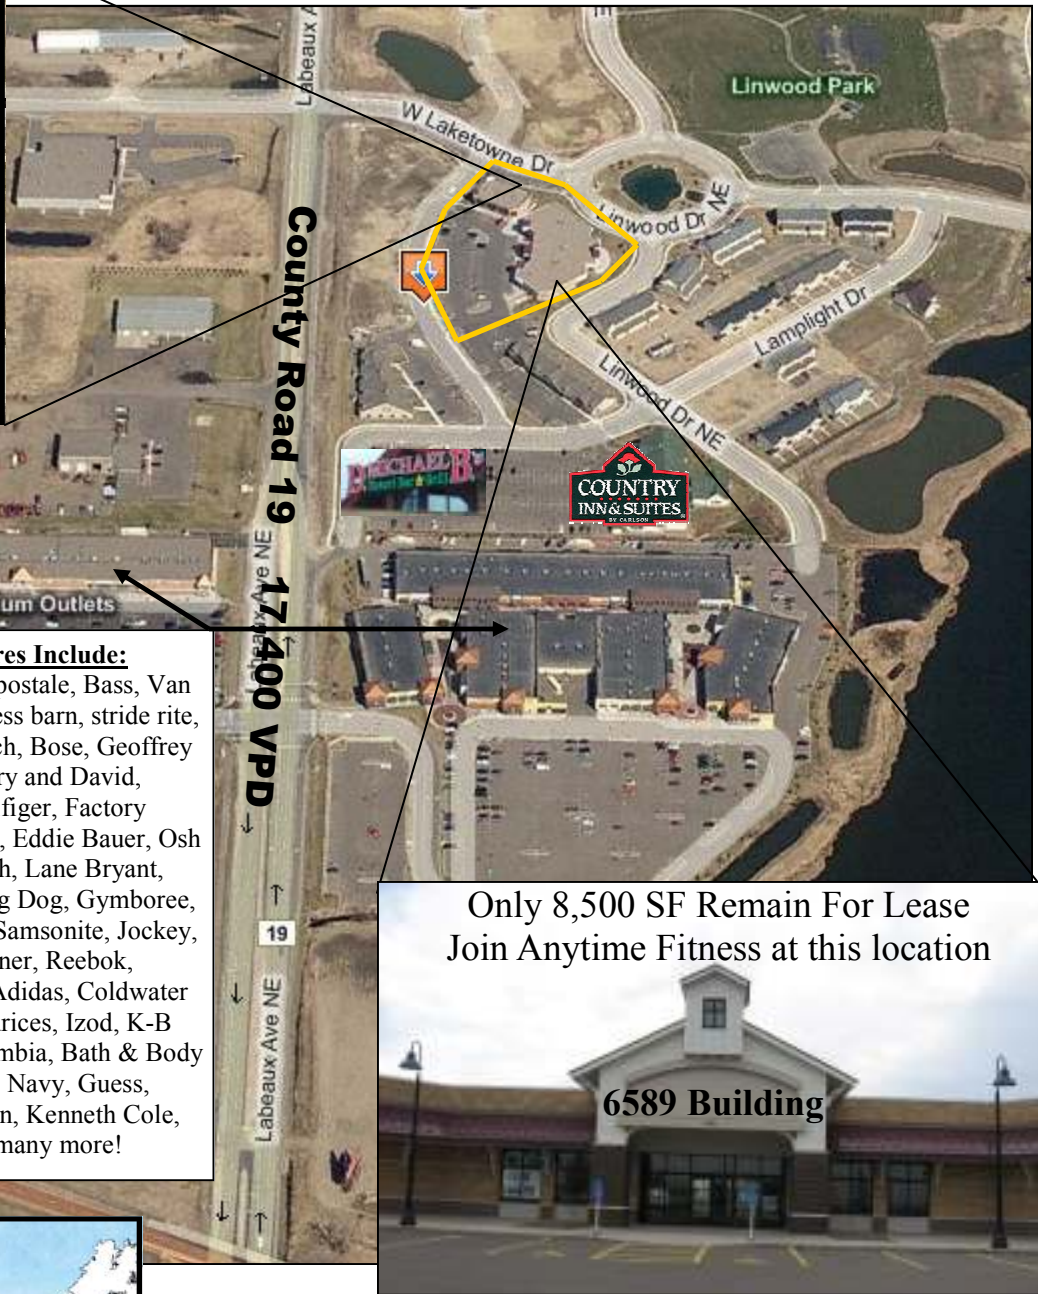 Labeaux A
E
Linwood Park
W Laketowne Dr
Linwood Dr NE
Lamplight Dr
Linwood Dr NE
County Road 19 17,400 VPD
MICHAEL B's
COUNTRY
INN & SUITES
BY CARLSON
Labeaux Ave NE
um Outlets
res Include:
postale, Bass, Van
ess barn, stride rite,
ch, Bose, Geoffrey
ry and David,
figer, Factory
, Eddie Bauer, Osh
h, Lane Bryant,
g Dog, Gymboree,
Samsonite, Jockey,
ner, Reebok,
Adidas, Coldwater
rices, Izod, K-B
mbia, Bath & Body
Navy, Guess,
n, Kenneth Cole,
many more!
19
Labeaux Ave NE
Only 8,500 SF Remain For Lease
Join Anytime Fitness at this location
6589 Building